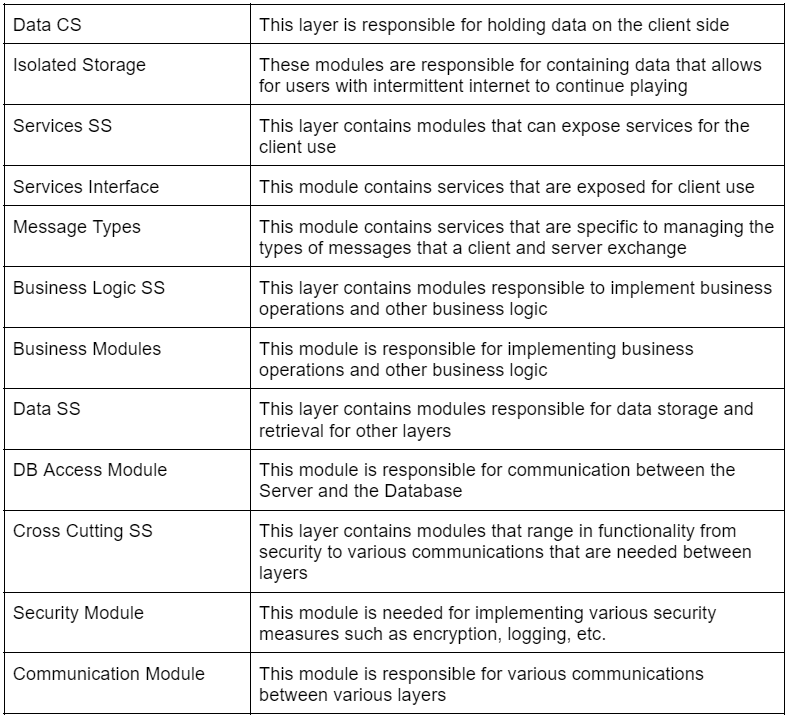 Data CS
This layer is responsible for holding data on the client side
Isolated Storage
These modules are responsible for containing data that allows
for users with intermittent internet to continue playing
Services SS
This layer contains modules that can expose services for the
client use
Services Interface
This module contains services that are exposed for client use
Message Types
This module contains services that are specific to managing the
types of messages that a client and server exchange
Business Logic SS
This layer contains modules responsible to implement business
operations and other business logic
Business Modules
This module is responsible for implementing business
operations and other business logic
Data SS
This layer contains modules responsible for data storage and
retrieval for other layers
DB Access Module
This module is responsible for communication between the
Server and the Database
Cross Cutting SS
This layer contains modules that range in functionality from
security to various communications that are needed between
layers
Security Module
This module is needed for implementing various security
measures such as encryption, logging, etc.
Communication Module
This module is responsible for various communications
between various layers